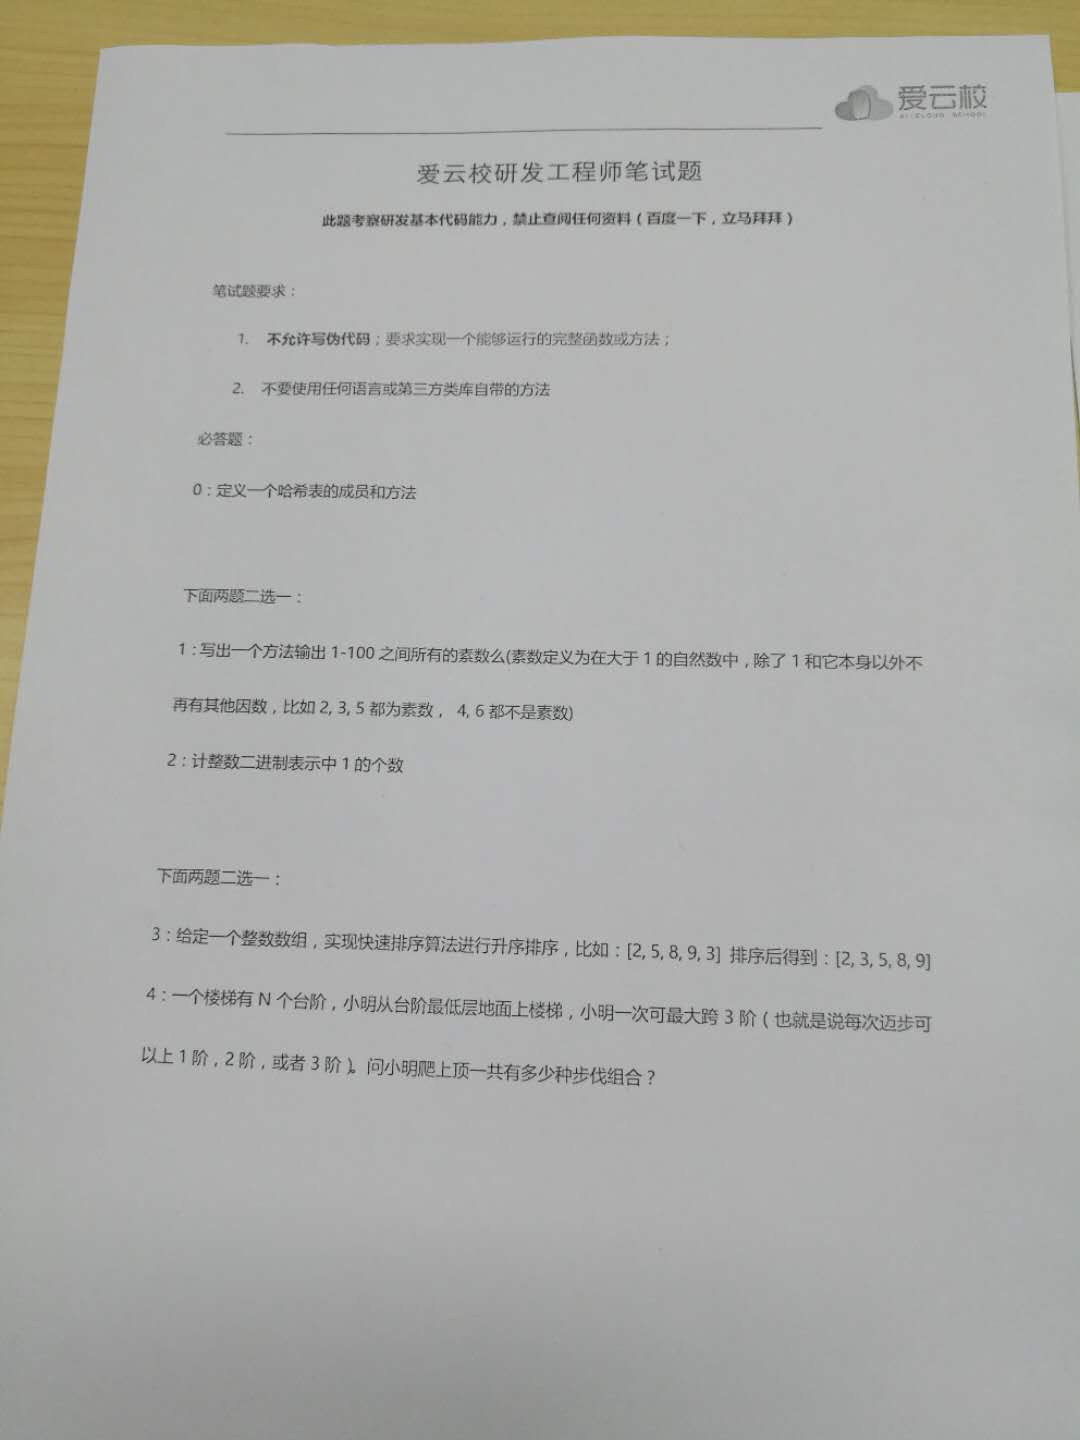 爱云校
AI-CLOUD SCHOOL
爱云校研发工程师笔试题
此题考察研发基本代码能力，禁止查阅任何资料（百度一下，立马拜拜）
笔试题要求：
1. 不允许写伪代码；要求实现一个能够运行的完整函数或方法；
2. 不要使用任何语言或第三方类库自带的方法
必答题：
0：定义一个哈希表的成员和方法
下面两题二选一：
1：写出一个方法输出 1-100 之间所有的素数么(素数定义为在大于 1 的自然数中，除了 1 和它本身以外不
再有其他因数，比如 2, 3, 5 都为素数， 4, 6 都不是素数)
2：计整数二进制表示中 1 的个数
下面两题二选一：
3：给定一个整数数组，实现快速排序算法进行升序排序，比如：[2, 5, 8, 9, 3] 排序后得到：[2, 3, 5, 8, 9]
4：一个楼梯有 N 个台阶，小明从台阶最低层地面上楼梯，小明一次可最大跨 3 阶（也就是说每次迈步可
以上 1 阶，2 阶，或者 3 阶）。问小明爬上顶一共有多少种步伐组合？